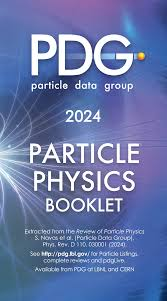 PDG
particle data group
2024
PARTICLE
PHYSICS
BOOKLET
Extracted from the Review of Particle Physics
S. Navas et al. (Particle Data Group),
Phys. Rev. D 110, 030001 (2024)
See http://pdg.lbl.gov/ for Particle Listings,
complete reviews and pdgLive.
Available from PDG at LBNL and CERN